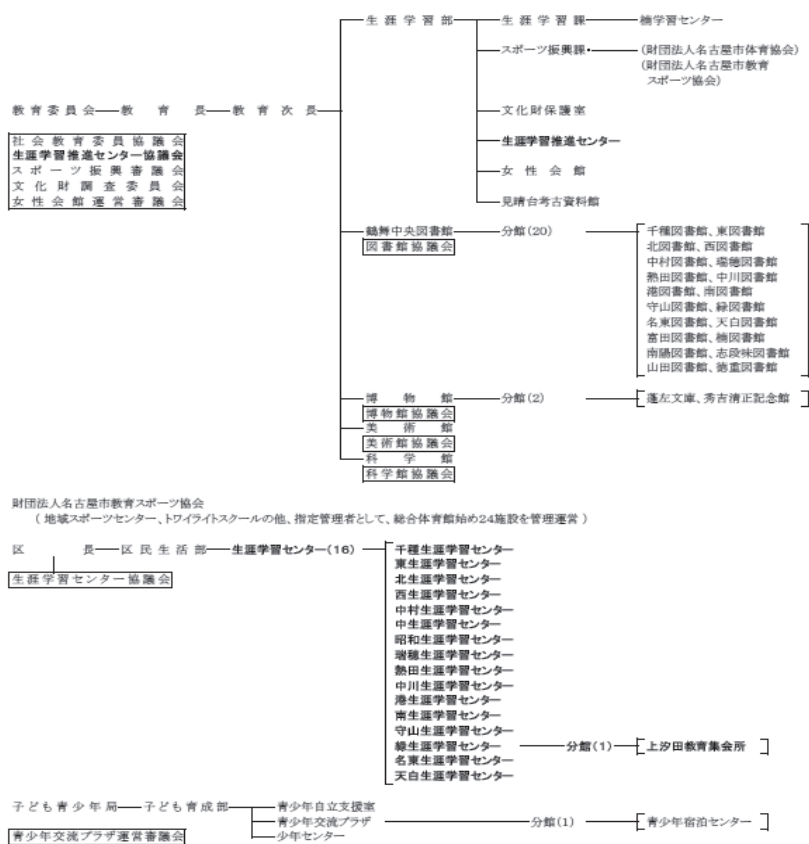 生涯学習部 生涯学習課 楠学習センター
スポーツ振興課 (財団法人名古屋市体育協会)
(財団法人名古屋市教育
スポーツ協会)
教育委員会 教育長 教育次長 文化財保護室
社会教育委員協議会
生涯学習推進センター協議会 生涯学習推進センター
スポーツ振興審議会
文化財調査委員会 女性会館
女性会館運営審議会
見晴台考古資料館
鶴舞中央図書館 分館(20) 千種図書館、東図書館
図書館協議会 北図書館、西図書館
中村図書館、瑞穂図書館
熱田図書館、中川図書館
港図書館、南図書館
守山図書館、緑図書館
名東図書館、天白図書館
富田図書館、楠図書館
南陽図書館、志段味図書館
山田図書館、徳重図書館
博物館 分館(2) 蓬左文庫、秀吉清正記念館
博物館協議会
美術館
美術館協議会
科学館
科学館協議会
財団法人名古屋市教育スポーツ協会
(地域スポーツセンター、トワイライトスクールの他、指定管理者として、総合体育館始め24施設を管理運営)
区長 区民生活部 生涯学習センター(16) 千種生涯学習センター
東生涯学習センター
生涯学習センター協議会 北生涯学習センター
西生涯学習センター
中村生涯学習センター
中生涯学習センター
昭和生涯学習センター
瑞穂生涯学習センター
熱田生涯学習センター
中川生涯学習センター
港生涯学習センター
南生涯学習センター
守山生涯学習センター
緑生涯学習センター 分館(1) 上汐田教育集会所
名東生涯学習センター
天白生涯学習センター
子ども青少年局 子ども育成部 青少年自立支援室
青少年交流プラザ 分館(1) 青少年宿泊センター
青少年交流プラザ運営審議会 少年センター